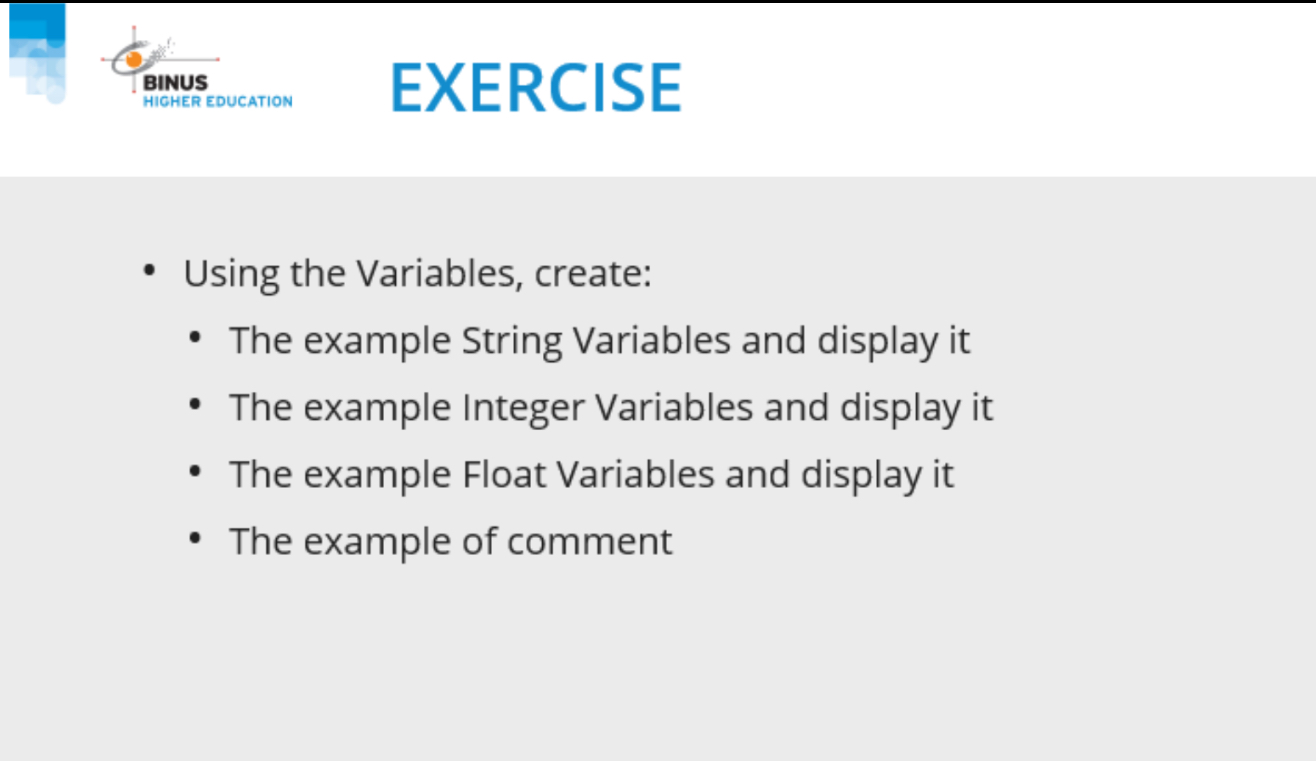 BINUS
HIGHER EDUCATION
EXERCISE
• Using the Variables, create:
• The example String Variables and display it
• The example Integer Variables and display it
• The example Float Variables and display it
• The example of comment